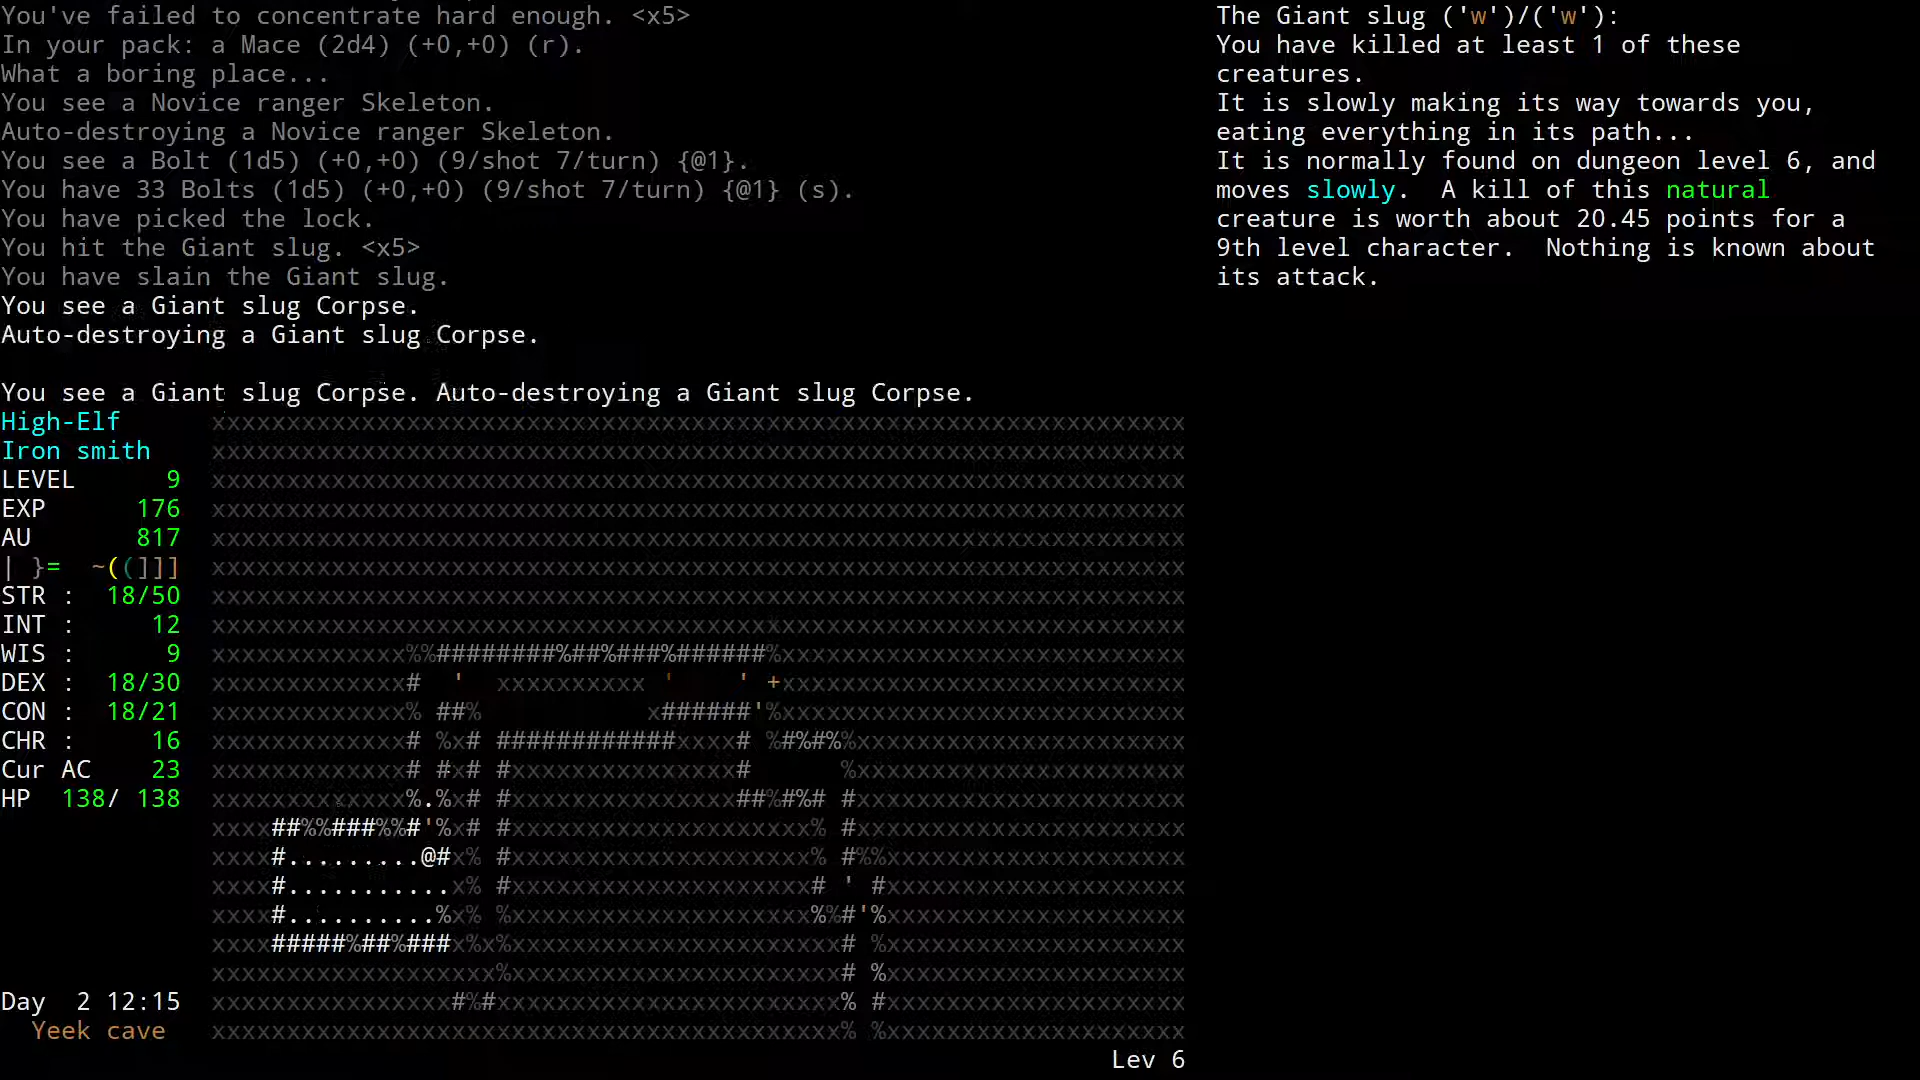 You've failed to concentrate hard enough. <x5>
In your pack: a Mace (2d4) (+0,+0) (r).
What a boring place...
You see a Novice ranger Skeleton.
Auto-destroying a Novice ranger Skeleton.
You see a Bolt (1d5) (+0,+0) (9/shot 7/turn) {@1}.
You have 33 Bolts (1d5) (+0,+0) (9/shot 7/turn) {@1} (s).
You have picked the lock.
You hit the Giant slug. <x5>
You have slain the Giant slug.
You see a Giant slug Corpse.
Auto-destroying a Giant slug Corpse.
You see a Giant slug Corpse. Auto-destroying a Giant slug Corpse.
The Giant slug ('w')/('w'):
You have killed at least 1 of these
creatures.
It is slowly making its way towards you,
eating everything in its path...
It is normally found on dungeon level 6, and
moves slowly. A kill of this natural
creature is worth about 20.45 points for a
9th level character. Nothing is known about
its attack.
High-Elf
Iron smith
LEVEL 9
EXP 176
AU 817
| }= ~((]]]
STR : 18/50
INT : 12
WIS : 9
DEX : 18/30
CON : 18/21
CHR : 16
Cur AC 23
HP 138/ 138
Day 2 12:15
Yeek cave
Lev 6